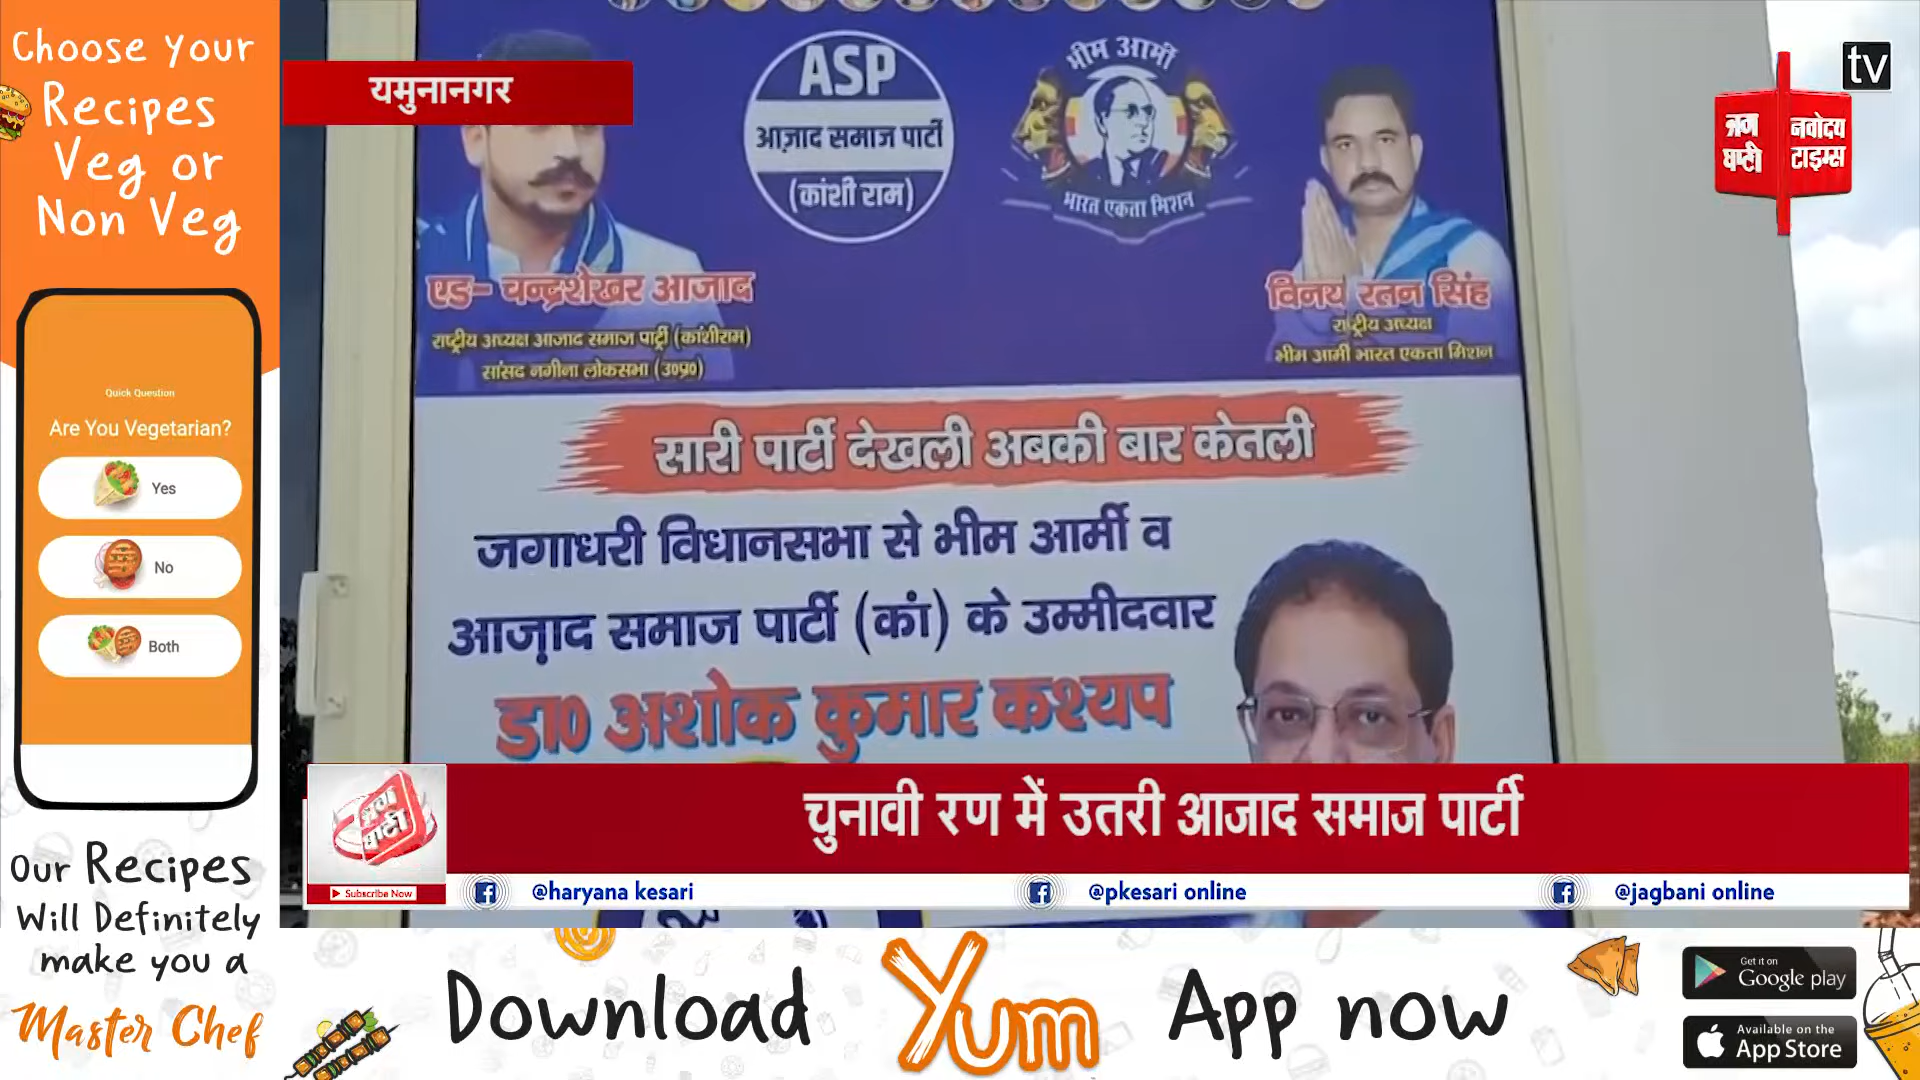 Choose Your
Recipes
Veg or
Non Veg
Quick Question
Are You Vegetarian?
Yes
No
Both
Our Recipes
Will Definitely
make you a
Master Chef
यमुनानगर
ASP
आज़ाद समाज पार्टी
(कांशी राम)
भीम आर्मी
भारत एकता मिशन
tv
जग बाणी
नवोदय टाइम्स
एड- चन्द्रशेखर आजाद
राष्ट्रीय अध्यक्ष आजाद समाज पार्ट्री (कांशीराम)
सांसद नगीना लोकसभा (उ०प्र०)
विनय रतन सिंह
राष्ट्रीय अध्यक्ष
भीम आर्मी भारत एकता मिशन
सारी पार्टी देखली अबकी बार केतली
जगाधरी विधानसभा से भीम आर्मी व
आज़ाद समाज पार्टी (कां) के उम्मीदवार
डा० अशोक कुमार कश्यप
चुनावी रण में उतरी आजाद समाज पार्टी
Subscribe Now
@haryana kesari
@pkesari online
@jagbani online
Download Yum App now
Get it on
Google play
Available on the
App Store